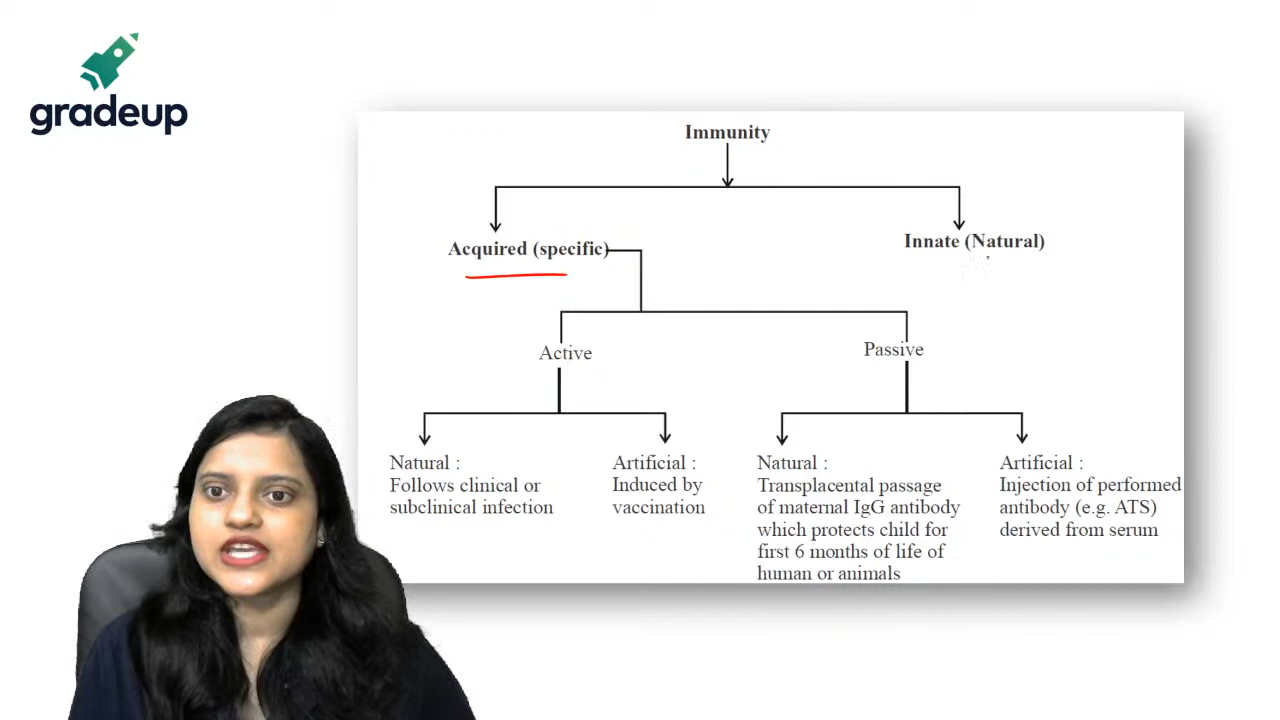 gradeup
Immunity
Acquired (specific)
Innate (Natural)
Active
Passive
Natural :
Follows clinical or
subclinical infection
Artificial :
Induced by
vaccination
Natural :
Transplacental passage
of maternal IgG antibody
which protects child for
first 6 months of life of
human or animals
Artificial :
Injection of performed
antibody (e.g. ATS)
derived from serum